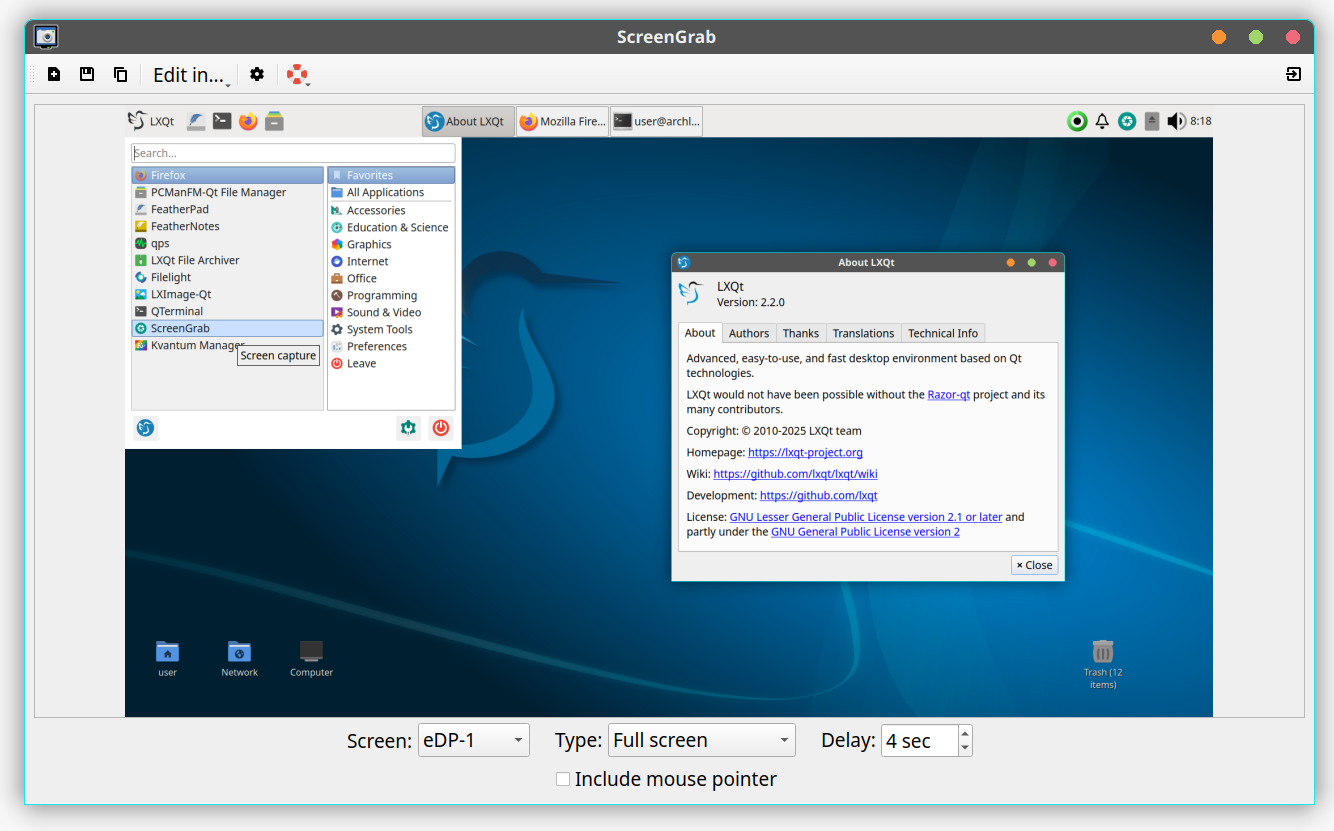 ScreenGrab
Edit in...
LXQt
About LXQt
Mozilla Fire...
user@archl...
8:18
Search...
Firefox
PCManFM-Qt File Manager
FeatherPad
FeatherNotes
qps
LXQt File Archiver
Filelight
LXImage-Qt
QTerminal
ScreenGrab
Kvantum Manager
Screen capture
Favorites
All Applications
Accessories
Education & Science
Graphics
Internet
Office
Programming
Sound & Video
System Tools
Preferences
Leave
About LXQt
LXQt
Version: 2.2.0
About Authors Thanks Translations Technical Info
Advanced, easy-to-use, and fast desktop environment based on Qt
technologies.
LXQt would not have been possible without the Razor-qt project and its
many contributors.
Copyright: © 2010-2025 LXQt team
Homepage: https://lxqt-project.org
Wiki: https://github.com/lxqt/lxqt/wiki
Development: https://github.com/lxqt
License: GNU Lesser General Public License version 2.1 or later and
partly under the GNU General Public License version 2
Close
user
Network
Computer
Trash (12
items)
Screen: eDP-1 Type: Full screen Delay: 4 sec
Include mouse pointer